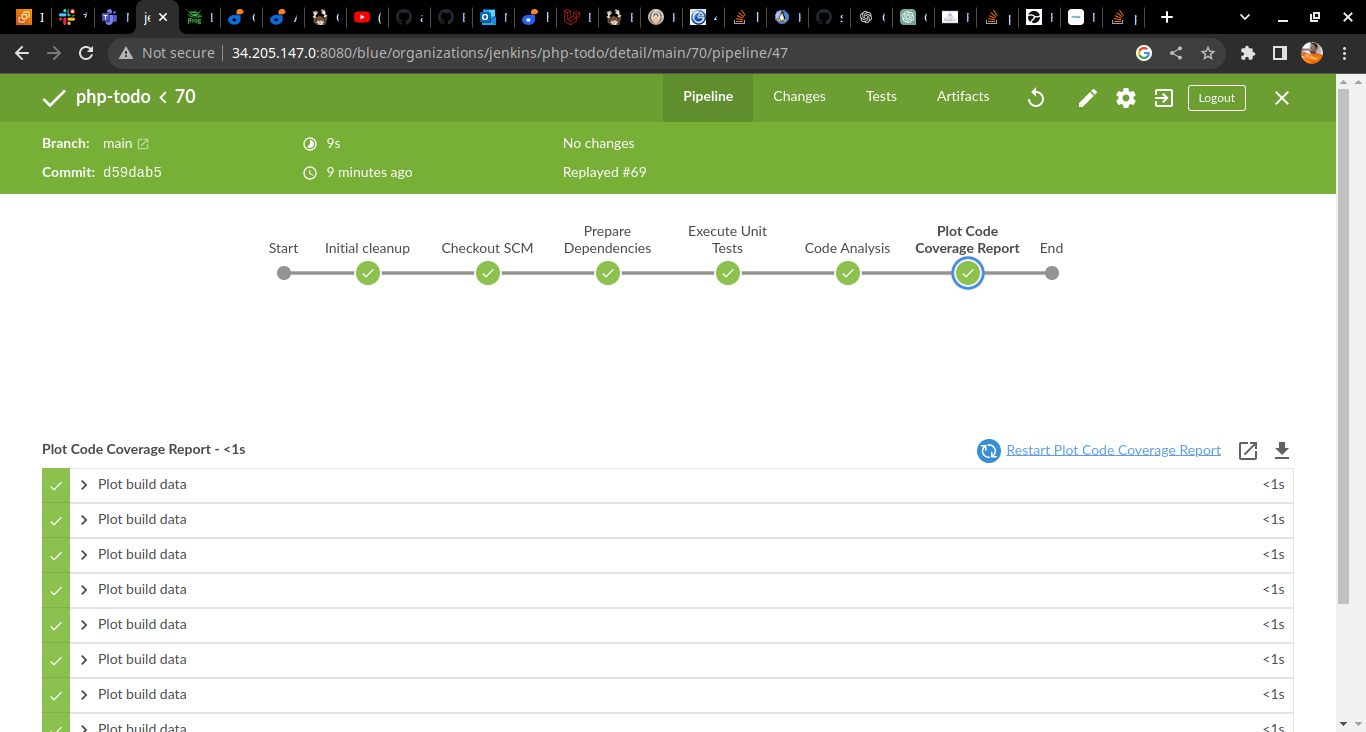 Not secure 34.205.147.0:8080/blue/organizations/jenkins/php-todo/detail/main/70/pipeline/47
php-todo < 70
Pipeline Changes Tests Artifacts Logout
Branch: main 9s No changes
Commit: d59dab5 9 minutes ago Replayed #69
Start Initial cleanup Checkout SCM Prepare Dependencies Execute Unit Tests Code Analysis Plot Code Coverage Report End
Plot Code Coverage Report - <1s Restart Plot Code Coverage Report
Plot build data <1s
Plot build data <1s
Plot build data <1s
Plot build data <1s
Plot build data <1s
Plot build data <1s
Plot build data <1s
Plot build data <1s